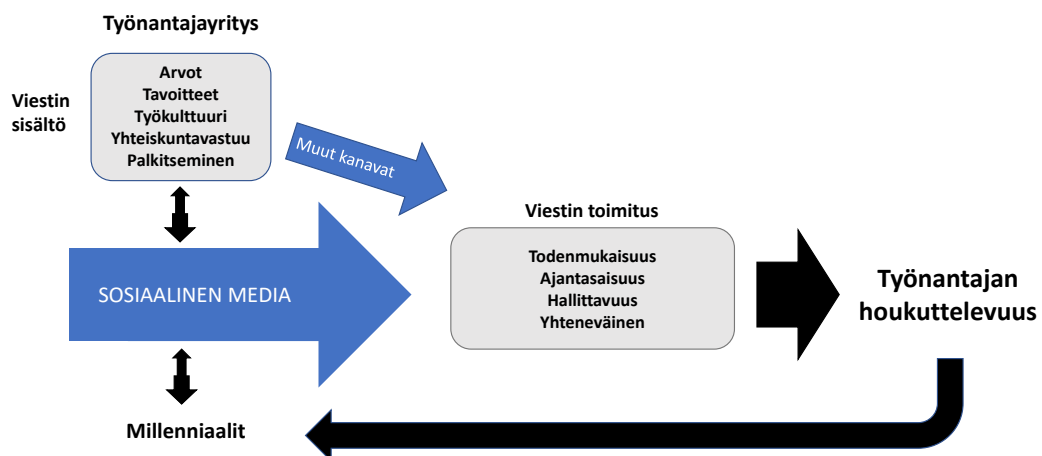 Työnantajayritys
Viestin
sisältö
Arvot
Tavoitteet
Työkulttuuri
Yhteiskuntavastuu
Palkitseminen
Muut kanavat
SOSIAALINEN MEDIA
Viestin toimitus
Todenmukaisuus
Ajantasaisuus
Hallittavuus
Yhteneväinen
Työnantajan
houkuttelevuus
Millenniaalit